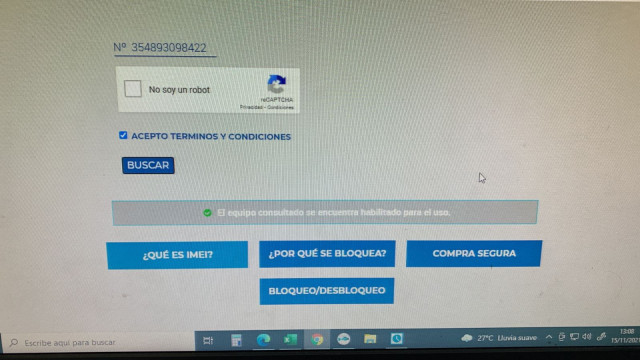 Nº 354893098422
No soy un robot
reCAPTCHA
Privacidad - Condiciones
ACEPTO TERMINOS Y CONDICIONES
BUSCAR
El equipo consultado se encuentra habilitado para el uso.
¿QUÉ ES IMEI?
¿POR QUÉ SE BLOQUEA?
COMPRA SEGURA
BLOQUEO/DESBLOQUEO
Escribe aquí para buscar
27°C Lluvia suave
13:08
15/11/20